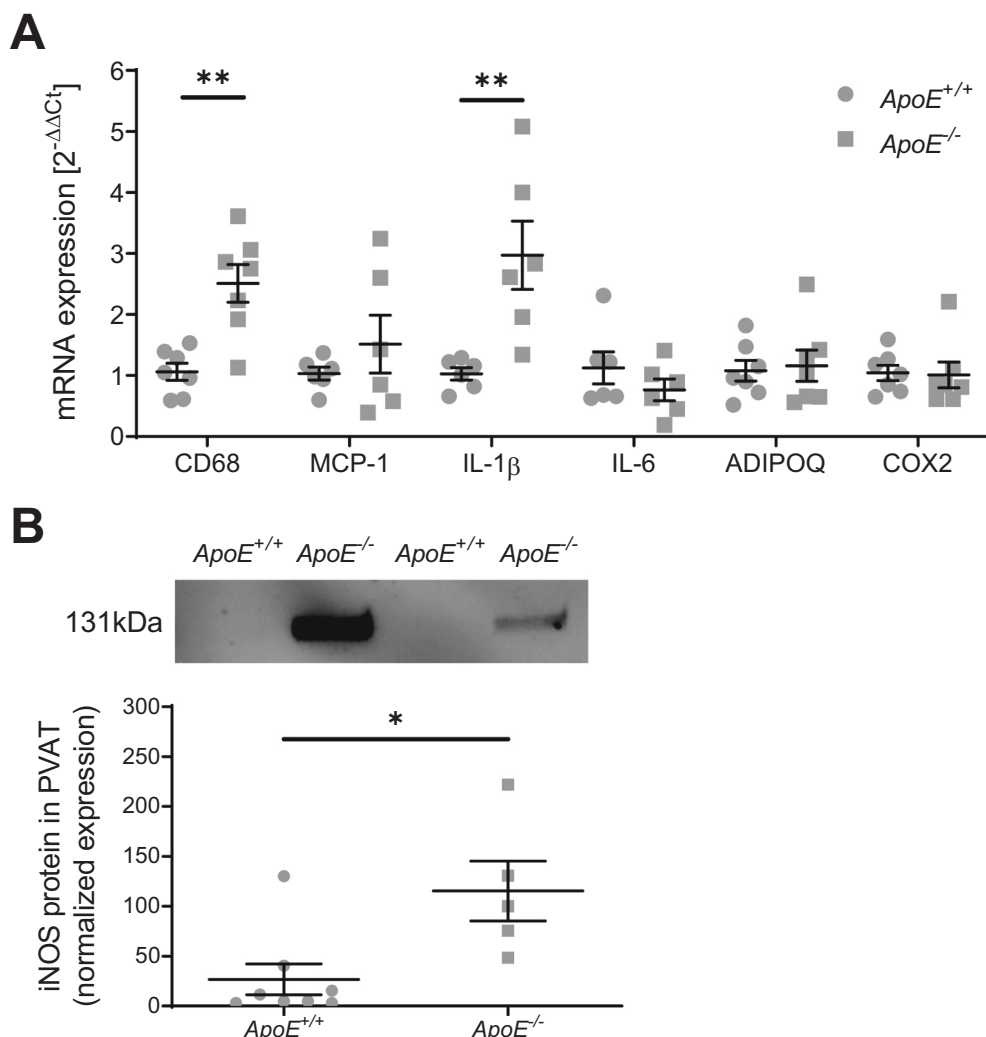 A
mRNA expression [2^-ΔΔCt]
6
5
4
3
2
1
0
**
**
ApoE^+/+
ApoE^-/-
CD68 MCP-1 IL-1β IL-6 ADIPOQ COX2
B
ApoE^+/+ ApoE^-/- ApoE^+/+ ApoE^-/-
131kDa
iNOS protein in PVAT
(normalized expression)
300
250
200
150
100
50
0
*
ApoE^+/+ ApoE^-/-